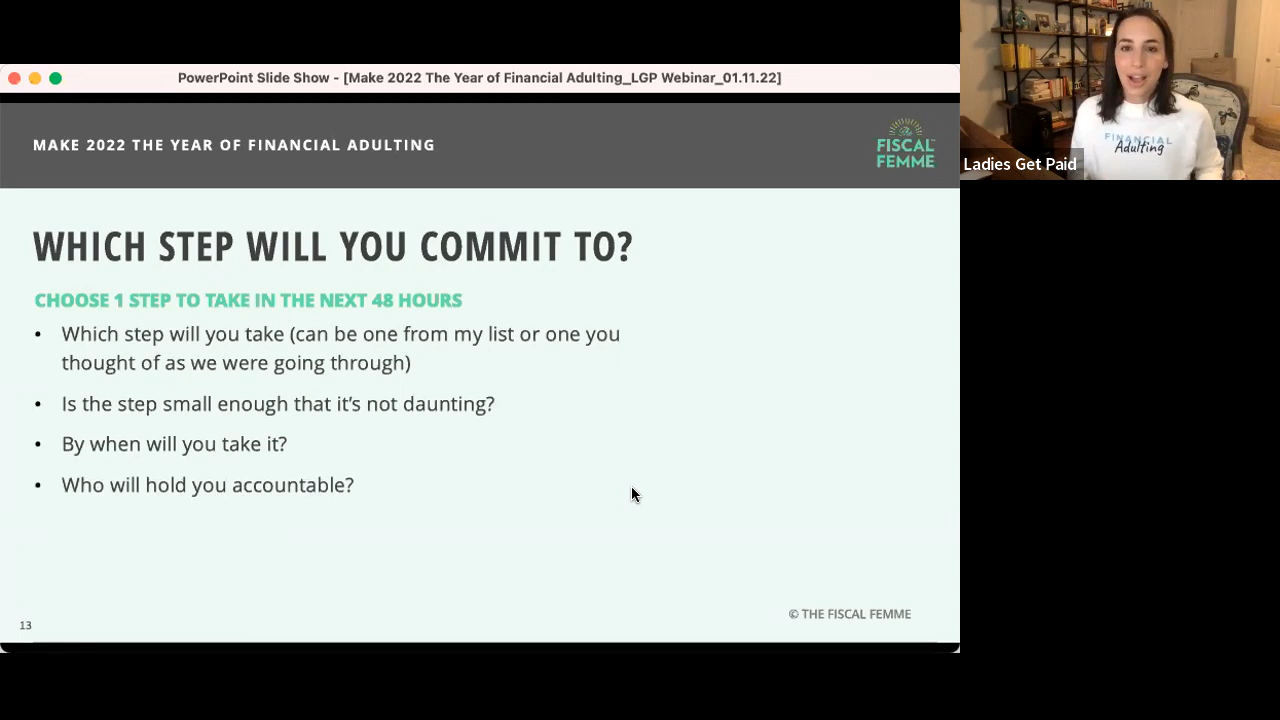 PowerPoint Slide Show - [Make 2022 The Year of Financial Adulting_LGP Webinar_01.11.22]
MAKE 2022 THE YEAR OF FINANCIAL ADULTING
The
FISCAL
FEMME
WHICH STEP WILL YOU COMMIT TO?
CHOOSE 1 STEP TO TAKE IN THE NEXT 48 HOURS
• Which step will you take (can be one from my list or one you
thought of as we were going through)
• Is the step small enough that it’s not daunting?
• By when will you take it?
• Who will hold you accountable?
© THE FISCAL FEMME
13
FINANCIAL
Adulting
Ladies Get Paid